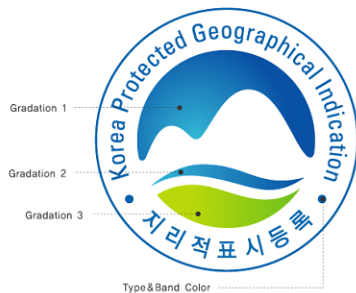 Korea Protected Geographical Indication
Gradation 1
Gradation 2
Gradation 3
지리적표시등록
Type&Band Color